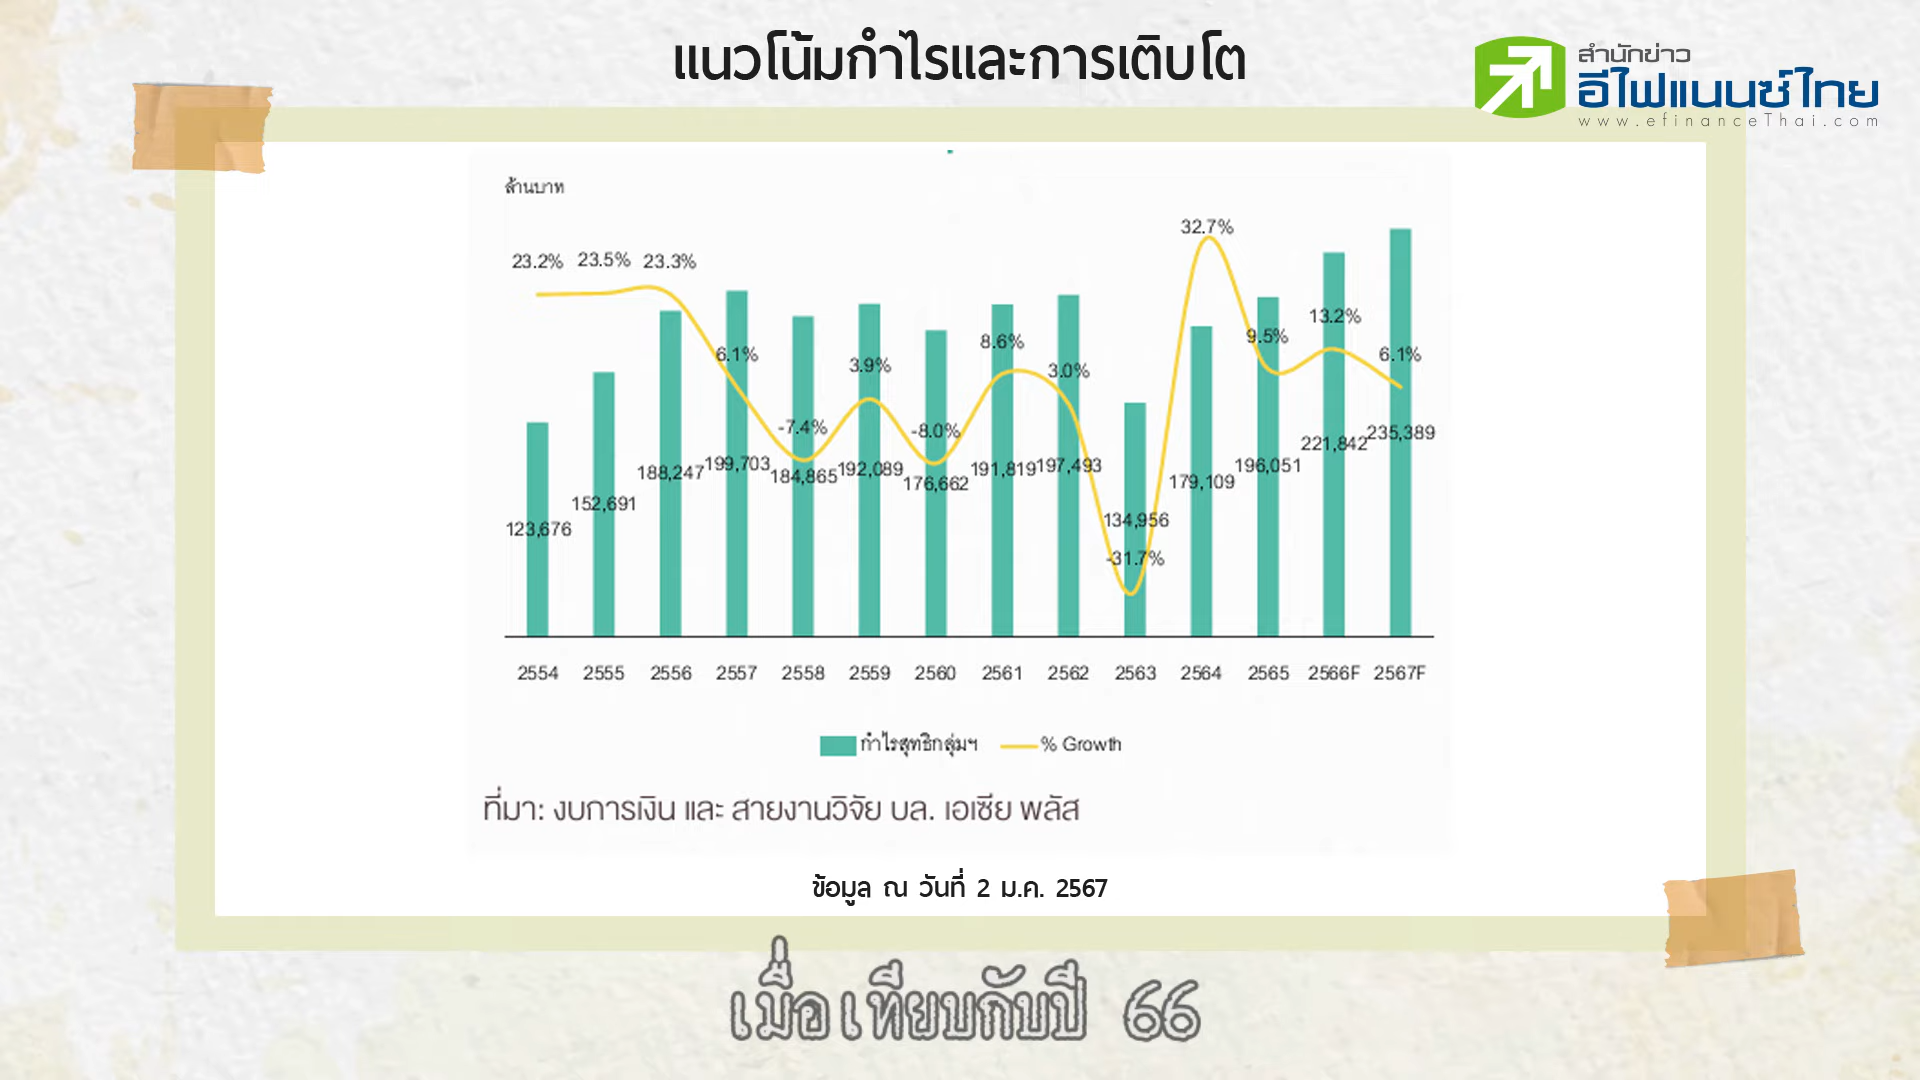 แนวโน้มกำไรและการเติบโต
สำนักข่าว
อีไฟแนนซ์ไทย
www.efinanceThai.com
ล้านบาท
23.2% 23.5% 23.3% 6.1% -7.4% 3.9% -8.0% 8.6% 3.0% -31.7% 32.7% 9.5% 13.2% 6.1%
123,676 152,691 188,247 199,703 184,865 192,089 176,662 191,819 197,493 134,956 179,109 196,051 221,842 235,389
2554 2555 2556 2557 2558 2559 2560 2561 2562 2563 2564 2565 2566F 2567F
กำไรสุทธิกลุ่มฯ % Growth
ที่มา: งบการเงิน และ สายงานวิจัย บล. เอเซีย พลัส
ข้อมูล ณ วันที่ 2 ม.ค. 2567
เมื่อเทียบกับปี 66